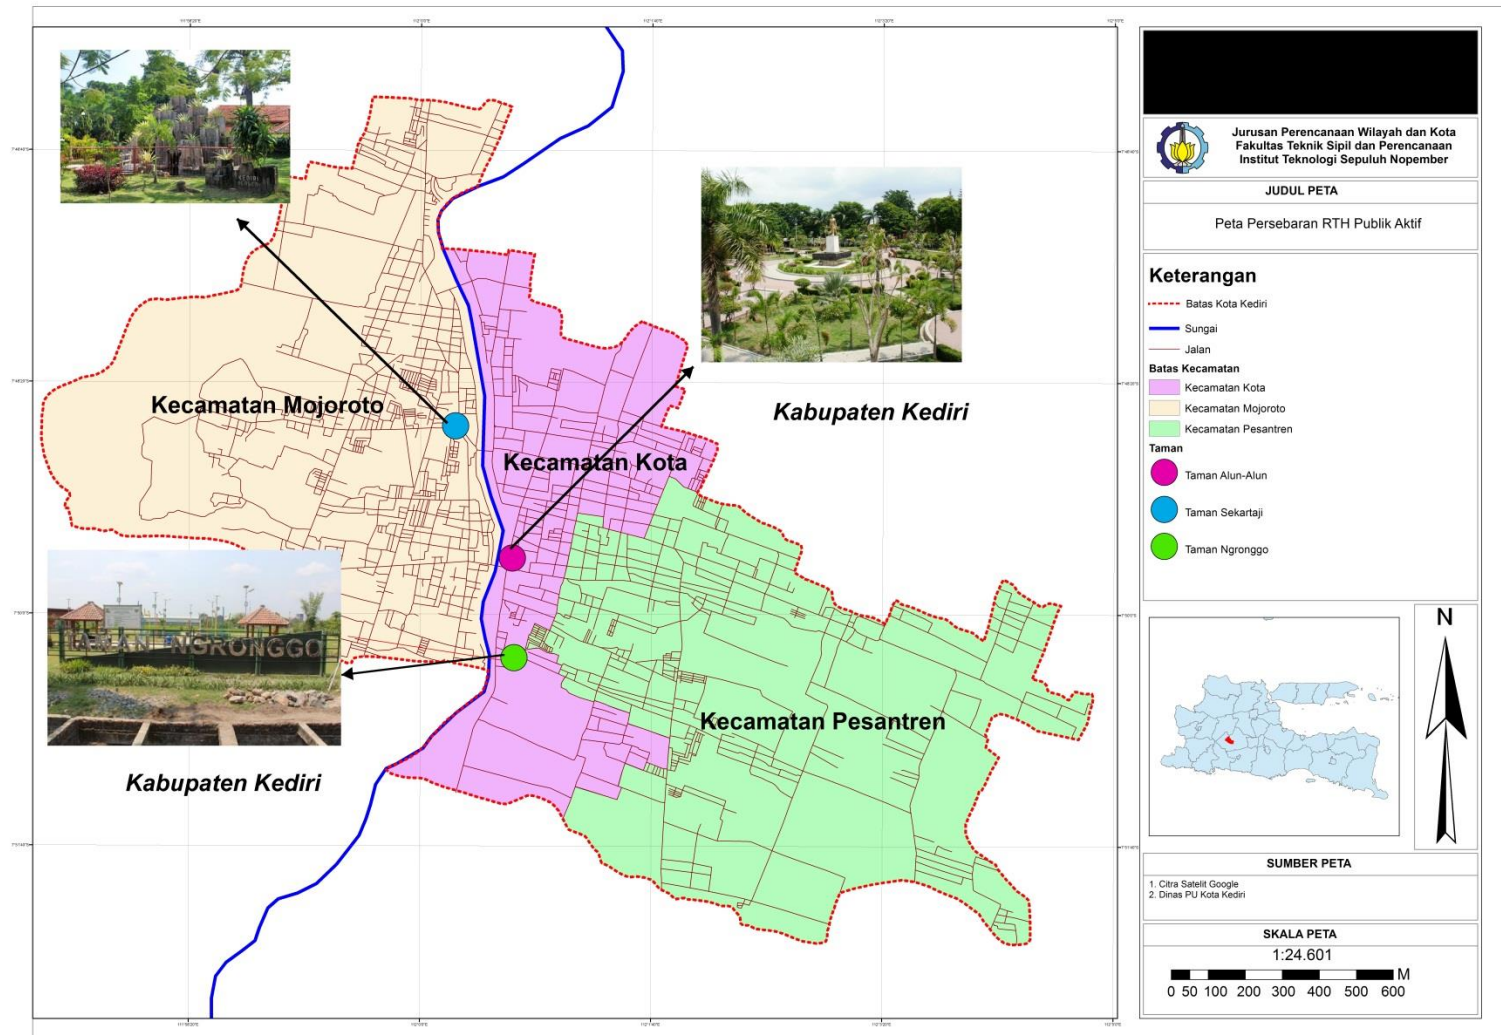 Kecamatan Mojoroto
Kabupaten Kediri
Kecamatan Kota
TAMAN NGRONGGO
Kecamatan Pesantren
Kabupaten Kediri
Jurusan Perencanaan Wilayah dan Kota
Fakultas Teknik Sipil dan Perencanaan
Institut Teknologi Sepuluh Nopember
JUDUL PETA
Peta Persebaran RTH Publik Aktif
Keterangan
Batas Kota Kediri
Sungai
Jalan
Batas Kecamatan
Kecamatan Kota
Kecamatan Mojoroto
Kecamatan Pesantren
Taman
Taman Alun-Alun
Taman Sekartaji
Taman Ngronggo
N
SUMBER PETA
1. Citra Satelit Google
2. Dinas PU Kota Kediri
SKALA PETA
1:24.601
M
0 50 100 200 300 400 500 600